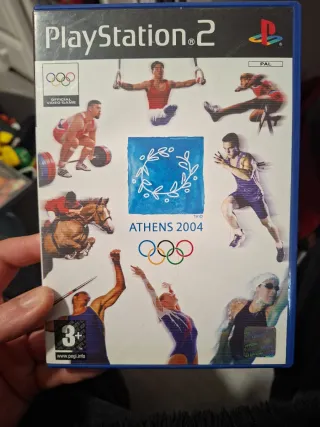 PlayStation®2
PAL
OFFICIAL
VIDEO GAME
ATHENS 2004
3+
www.pegi.info